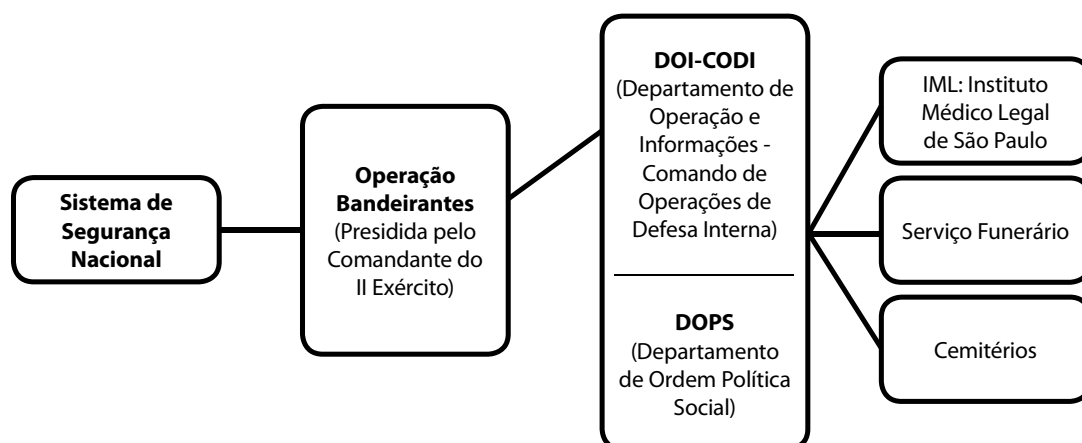 Sistema de
Segurança
Nacional
Operação
Bandeirantes
(Presidida pelo
Comandante do
II Exército)
DOI-CODI
(Departamento de
Operação e
Informações -
Comando de
Operações de
Defesa Interna)
DOPS
(Departamento
de Ordem Política
Social)
IML: Instituto
Médico Legal
de São Paulo
Serviço Funerário
Cemitérios